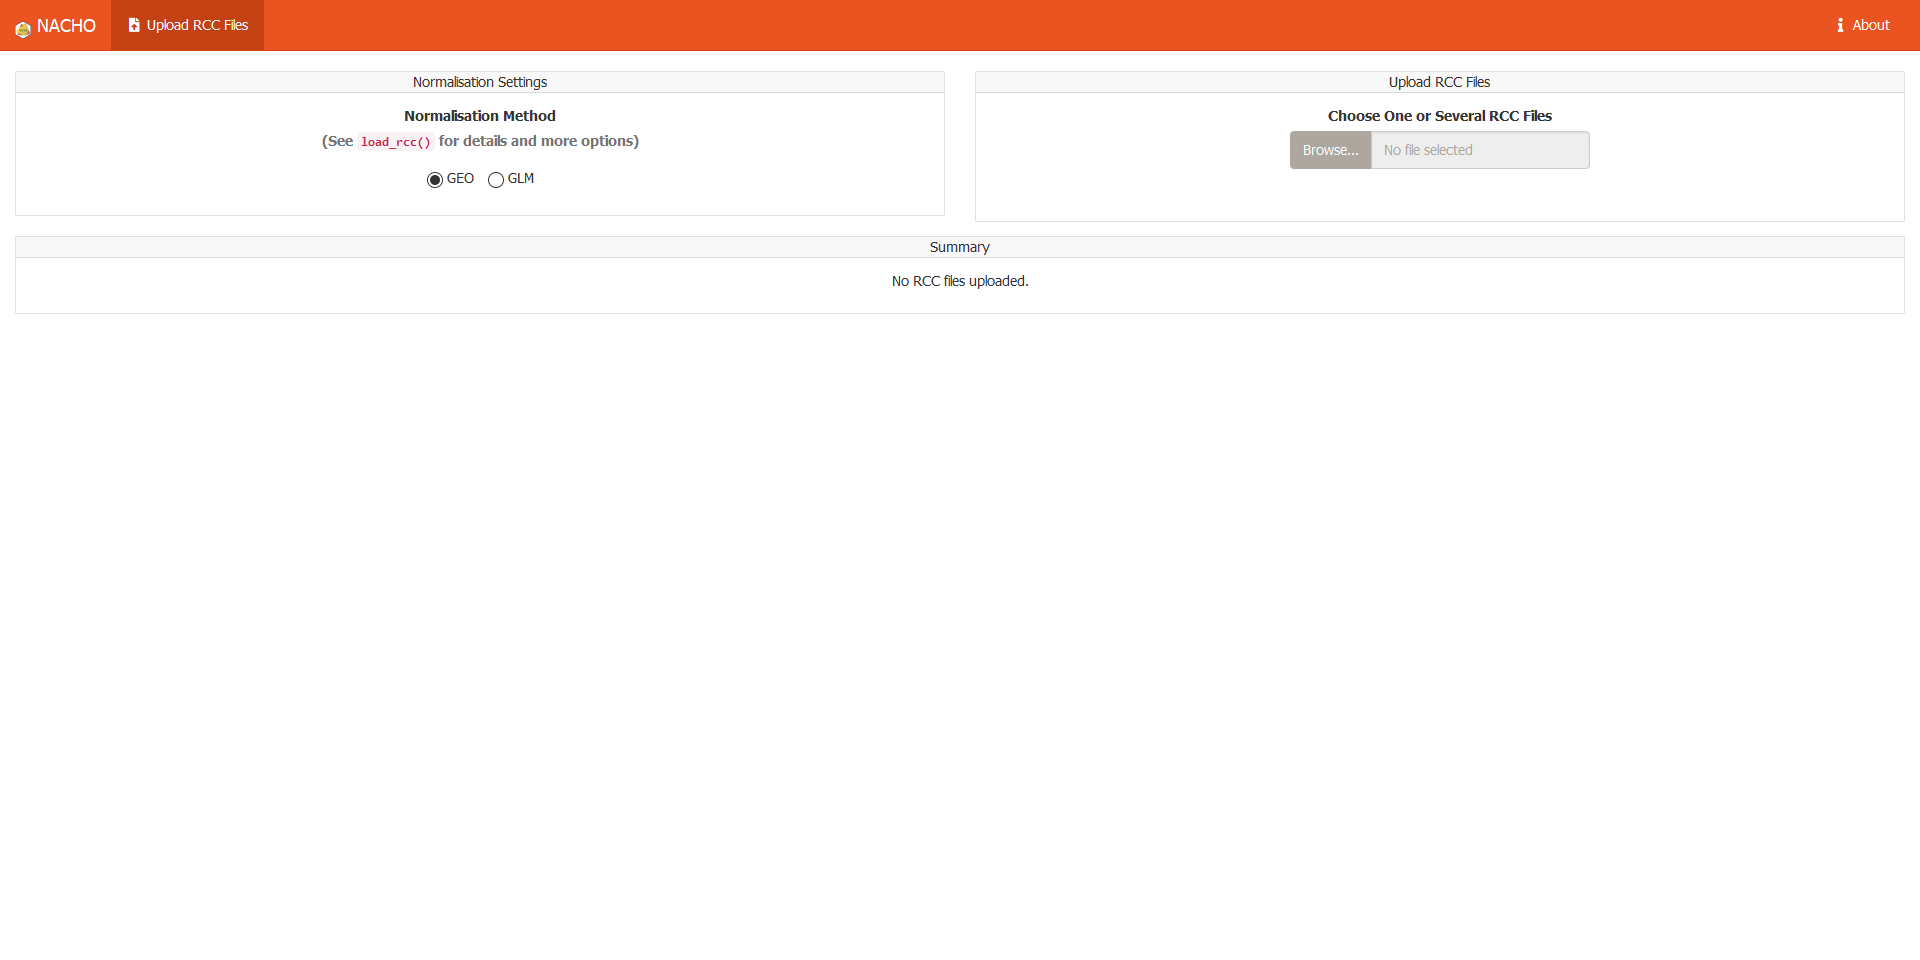 NACHO
Upload RCC Files
About
Normalisation Settings
Normalisation Method
(See load_rcc() for details and more options)
GEO GLM
Upload RCC Files
Choose One or Several RCC Files
Browse... No file selected
Summary
No RCC files uploaded.